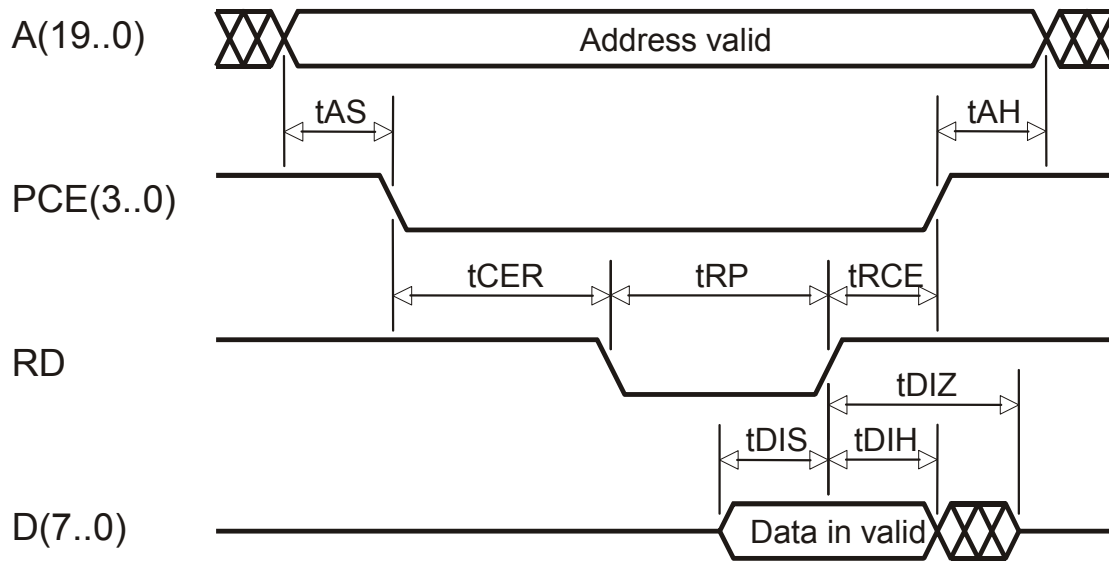 A(19..0)
Address valid
tAS
tAH
PCE(3..0)
tCER
tRP
tRCE
RD
tDIZ
tDIS
tDIH
D(7..0)
Data in valid